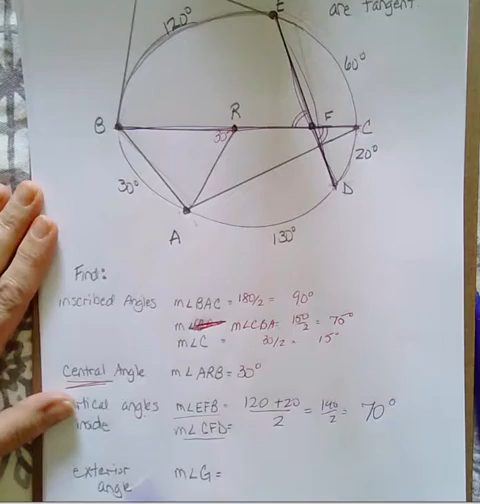 are tangent.
120°
E
60°
B
R
F
C
30°
20°
30°
D
A
130°
Find:
inscribed Angles m∠BAC = 180/2 = 90°
m∠CBA = 150/2 = 75°
m∠C = 30/2 = 15°
Central Angle m∠ARB = 30°
rtical angles m∠EFB = 120 + 20 / 2 = 140/2 = 70°
inside m∠CFD =
exterior m∠G =
angle